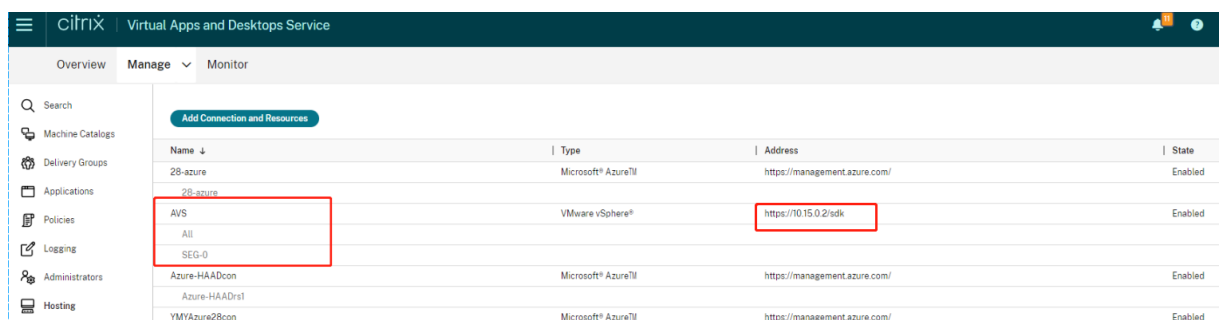 citrix | Virtual Apps and Desktops Service 11 ?
Overview Manage Monitor
Search
Add Connection and Resources
Machine Catalogs
Name ↓ Type Address State
Delivery Groups
28-azure Microsoft® Azure™ https://management.azure.com/ Enabled
Applications
28-azure
Policies
AVS VMware vSphere® https://10.15.0.2/sdk Enabled
All
Logging
SEG-0
Administrators
Azure-HAADcon Microsoft® Azure™ https://management.azure.com/ Enabled
Azure-HAADrs1
Hosting
YMYAzure28con Microsoft® Azure™ https://management.azure.com/ Enabled